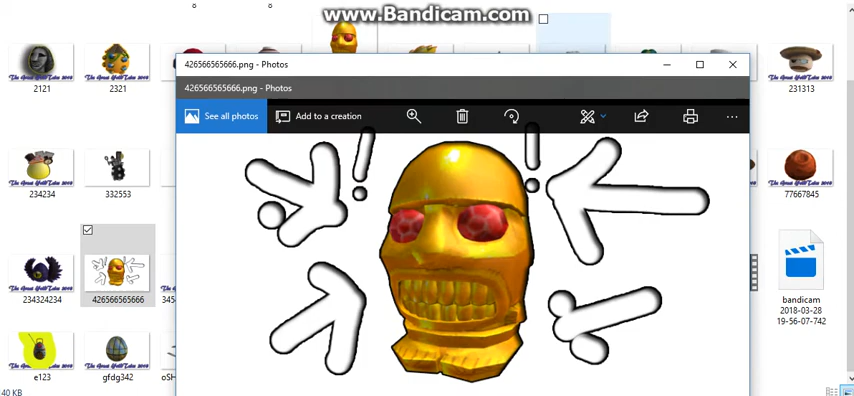 www.Bandicam.com
2121
2321
426566565666.png - Photos
426566565666.png - Photos
See all photos
Add to a creation
231313
234234
332553
77667845
! !
234324234
426566565666
bandicam
2018-03-28
19-56-07-742
e123
gfdg342
40 KB